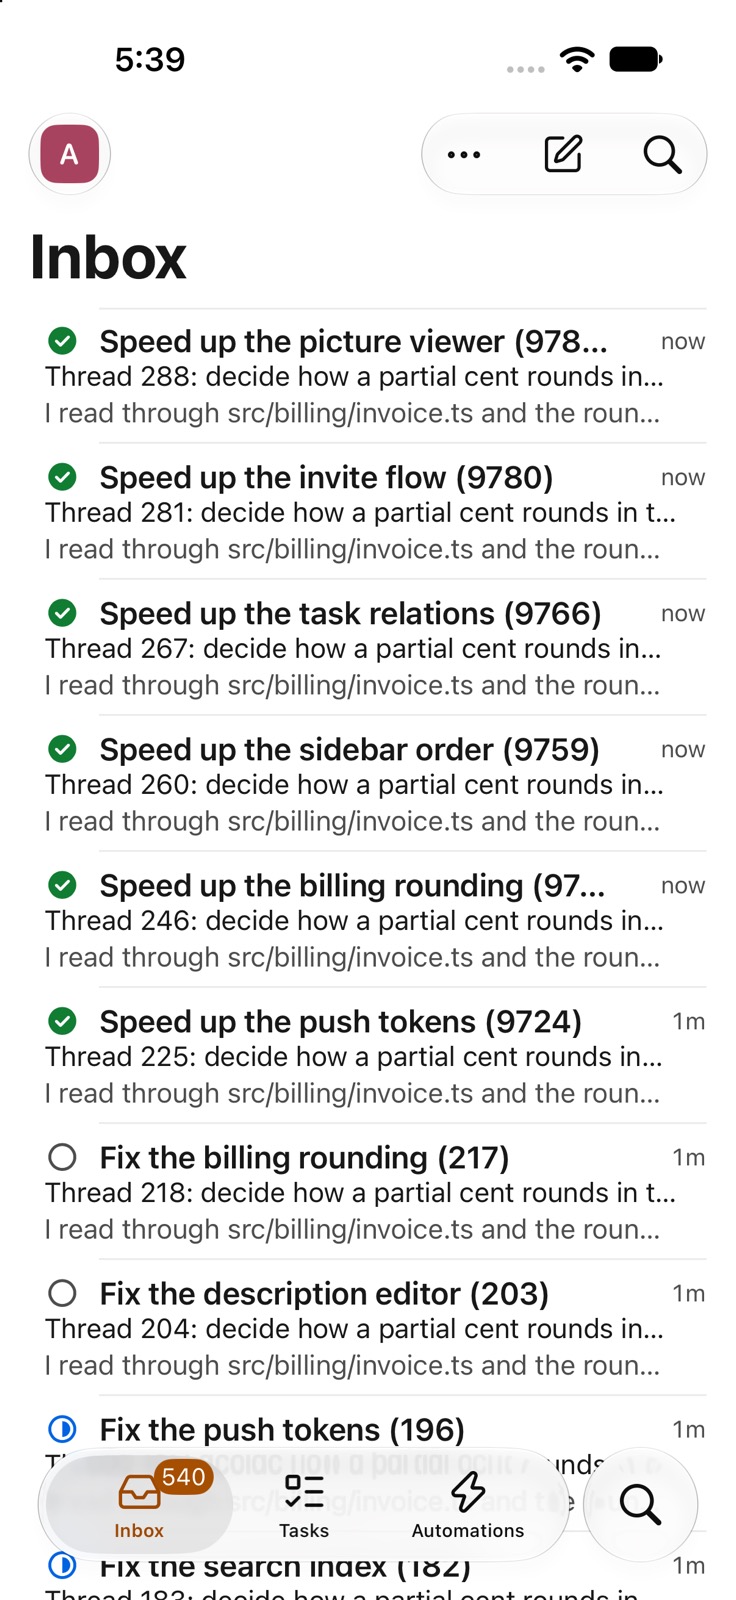 5:39
A
Inbox
Speed up the picture viewer (978... now
Thread 288: decide how a partial cent rounds in...
I read through src/billing/invoice.ts and the roun...
Speed up the invite flow (9780) now
Thread 281: decide how a partial cent rounds in t...
I read through src/billing/invoice.ts and the roun...
Speed up the task relations (9766) now
Thread 267: decide how a partial cent rounds in...
I read through src/billing/invoice.ts and the roun...
Speed up the sidebar order (9759) now
Thread 260: decide how a partial cent rounds in...
I read through src/billing/invoice.ts and the roun...
Speed up the billing rounding (97... now
Thread 246: decide how a partial cent rounds in...
I read through src/billing/invoice.ts and the roun...
Speed up the push tokens (9724) 1m
Thread 225: decide how a partial cent rounds in...
I read through src/billing/invoice.ts and the roun...
Fix the billing rounding (217) 1m
Thread 218: decide how a partial cent rounds in t...
I read through src/billing/invoice.ts and the roun...
Fix the description editor (203) 1m
Thread 204: decide how a partial cent rounds in...
I read through src/billing/invoice.ts and the roun...
Fix the push tokens (196) 1m
540
Inbox Tasks Automations
Fix the search index (182) 1m
Thread 183: decide how a partial cent rounds in